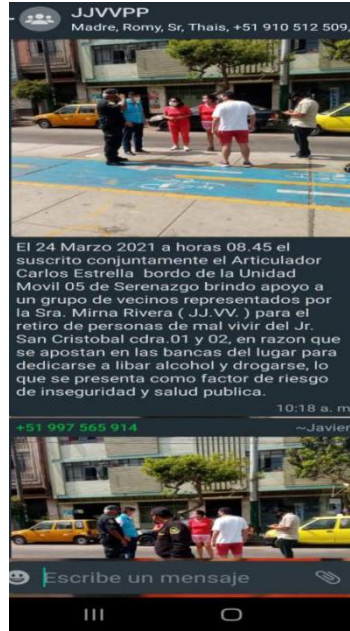 JJVVPP
Madre, Romy, Sr, Thais, +51 910 512 509,
El 24 Marzo 2021 a horas 08.45 el
suscrito conjuntamente el Articulador
Carlos Estrella bordo de la Unidad
Movil 05 de Serenazgo brindo apoyo a
un grupo de vecinos representados por
la Sra. Mirna Rivera ( JJ.VV. ) para el
retiro de personas de mal vivir del Jr.
San Cristobal cdra.01 y 02, en razon que
se apostan en las bancas del lugar para
dedicarse a libar alcohol y drogarse, lo
que se presenta como factor de riesgo
de inseguridad y salud publica.
10:18 a. m
+51 997 565 914 ~Javier
Escribe un mensaje